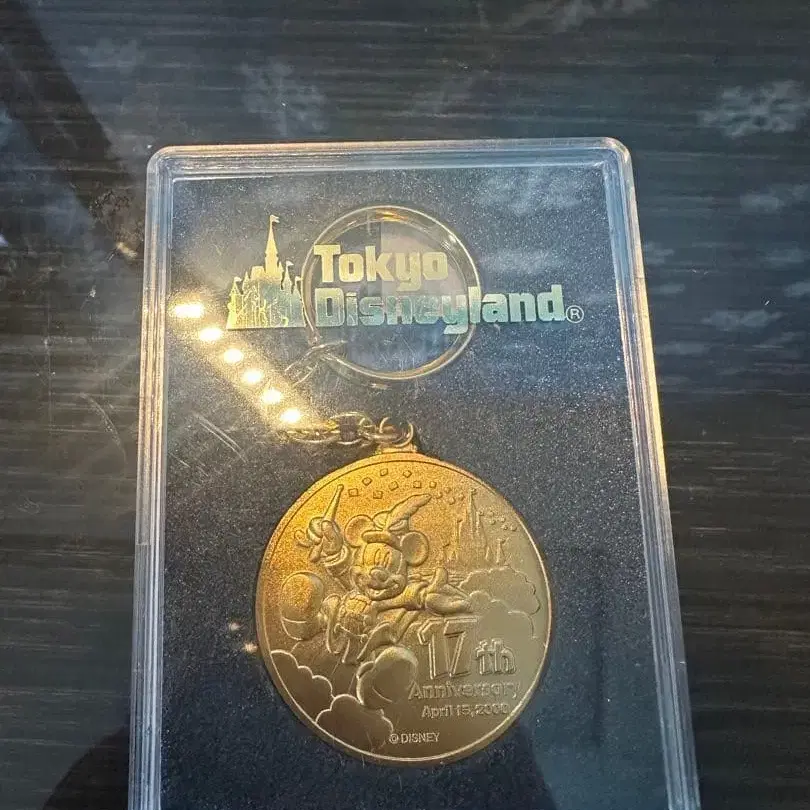 Tokyo
Disneyland®
17th
Anniversary
April 15, 2000
© DISNEY